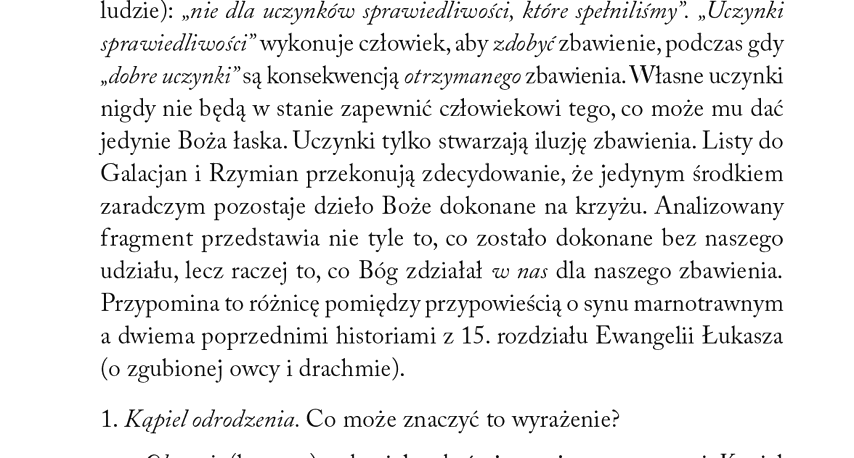 ludzie): „nie dla uczynków sprawiedliwości, które spełniliśmy”. „Uczynki
sprawiedliwości” wykonuje człowiek, aby zdobyć zbawienie, podczas gdy
„dobre uczynki” są konsekwencją otrzymanego zbawienia. Własne uczynki
nigdy nie będą w stanie zapewnić człowiekowi tego, co może mu dać
jedynie Boża łaska. Uczynki tylko stwarzają iluzję zbawienia. Listy do
Galacjan i Rzymian przekonują zdecydowanie, że jedynym środkiem
zaradczym pozostaje dzieło Boże dokonane na krzyżu. Analizowany
fragment przedstawia nie tyle to, co zostało dokonane bez naszego
udziału, lecz raczej to, co Bóg zdziałał w nas dla naszego zbawienia.
Przypomina to różnicę pomiędzy przypowieścią o synu marnotrawnym
a dwiema poprzednimi historiami z 15. rozdziału Ewangelii Łukasza
(o zgubionej owcy i drachmie).
1. Kąpiel odrodzenia. Co może znaczyć to wyrażenie?